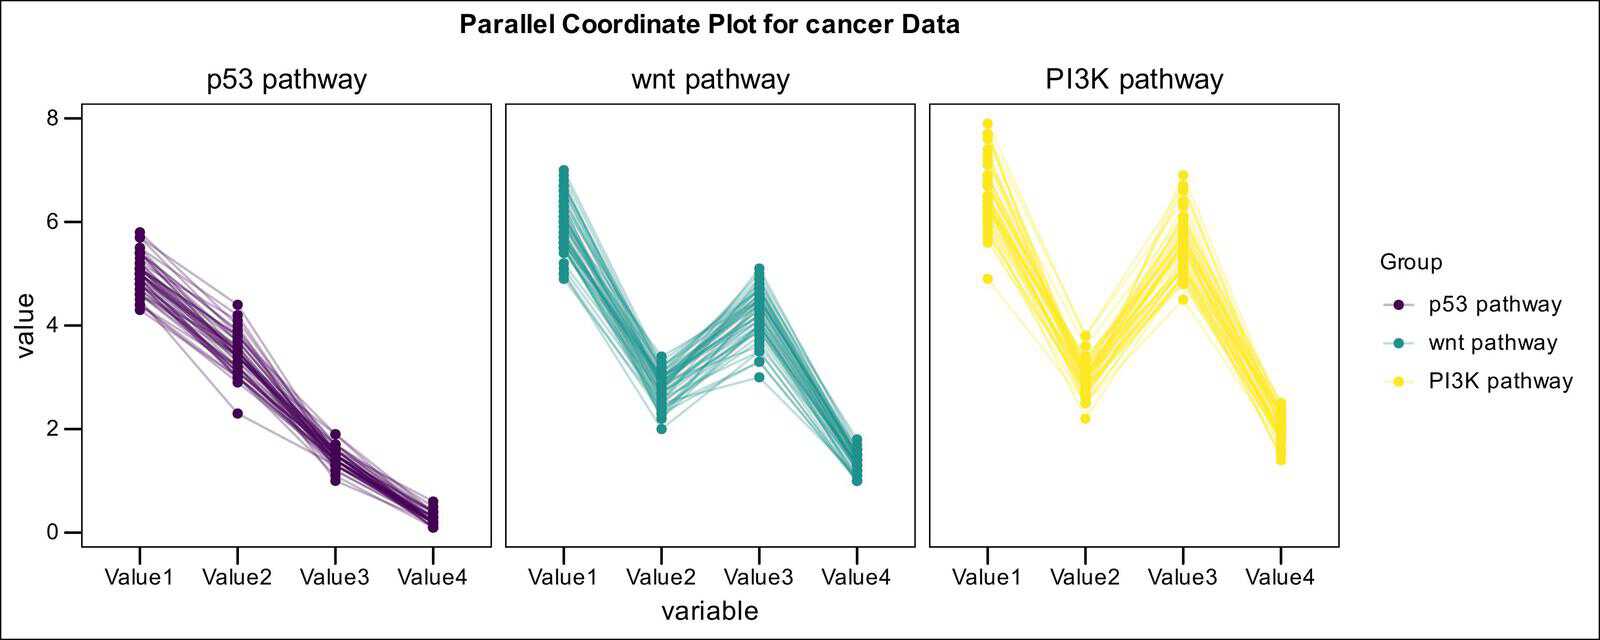 Parallel Coordinate Plot for cancer Data
p53 pathway
wnt pathway
PI3K pathway
8
6
4
2
0
value
Value1 Value2 Value3 Value4
Value1 Value2 Value3 Value4
Value1 Value2 Value3 Value4
variable
Group
p53 pathway
wnt pathway
PI3K pathway